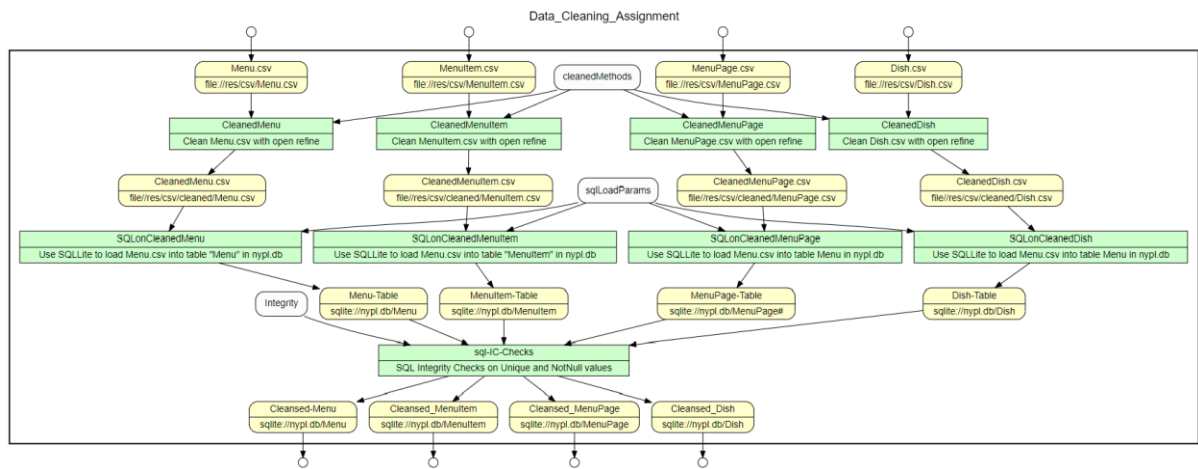 Data_Cleaning_Assignment
Menu.csv
file://res/csv/Menu.csv
MenuItem.csv
file://res/csv/MenuItem.csv
cleanedMethods
MenuPage.csv
file://res/csv/MenuPage.csv
Dish.csv
file://res/csv/Dish.csv
CleanedMenu
Clean Menu.csv with open refine
CleanedMenuItem
Clean MenuItem.csv with open refine
CleanedMenuPage
Clean MenuPage.csv with open refine
CleanedDish
Clean Dish.csv with open refine
CleanedMenu.csv
file//res/csv/cleaned/Menu.csv
CleanedMenuItem.csv
file//res/csv/cleaned/MenuItem.csv
sqlLoadParams
CleanedMenuPage.csv
file//res/csv/cleaned/MenuPage.csv
CleanedDish.csv
file//res/csv/cleaned/Dish.csv
SQLonCleanedMenu
Use SQLLite to load Menu.csv into table "Menu" in nypl.db
SQLonCleanedMenuItem
Use SQLLite to load Menu.csv into table "MenuItem" in nypl.db
SQLonCleanedMenuPage
Use SQLLite to load Menu.csv into table Menu in nypl.db
SQLonCleanedDish
Use SQLLite to load Menu.csv into table Menu in nypl.db
Integrity
Menu-Table
sqlite://nypl.db/Menu
MenuItem-Table
sqlite://nypl.db/MenuItem
MenuPage-Table
sqlite://nypl.db/MenuPage#
Dish-Table
sqlite://nypl.db/Dish
sql-IC-Checks
SQL Integrity Checks on Unique and NotNull values
Cleansed-Menu
sqlite://nypl.db/Menu
Cleansed_MenuItem
sqlite://nypl.db/MenuItem
Cleansed_MenuPage
sqlite://nypl.db/MenuPage
Cleansed_Dish
sqlite://nypl.db/Dish